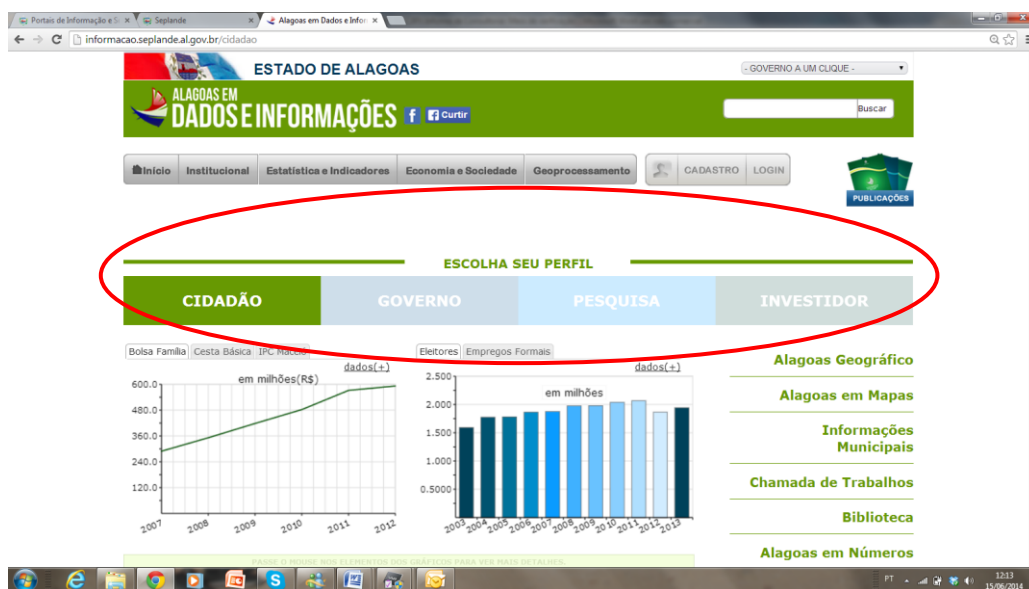 Portais de Informação e S
Seplande
Alagoas em Dados e Infor
informacao.seplande.al.gov.br/cidadao
ESTADO DE ALAGOAS
- GOVERNO A UM CLIQUE -
ALAGOAS EM
DADOS E INFORMAÇÕES
f
f Curtir
Buscar
Início
Institucional
Estatística e Indicadores
Economia e Sociedade
Geoprocessamento
CADASTRO
LOGIN
PUBLICAÇÕES
ESCOLHA SEU PERFIL
CIDADÃO
GOVERNO
PESQUISA
INVESTIDOR
Bolsa Família
Cesta Básica
IPC Maceió
dados(+)
em milhões(R$)
600.0
480.0
360.0
240.0
120.0
2007 2008 2009 2010 2011 2012
Eleitores
Empregos Formais
dados(+)
em milhões
2.500
2.000
1.500
1.000
0.5000
2003 2004 2005 2006 2007 2008 2009 2010 2011 2012 2013
Alagoas Geográfico
Alagoas em Mapas
Informações
Municipais
Chamada de Trabalhos
Biblioteca
Alagoas em Números
PASSE O MOUSE NOS ELEMENTOS DOS GRÁFICOS PARA VER MAIS DETALHES.
PT
12:13
15/06/2014